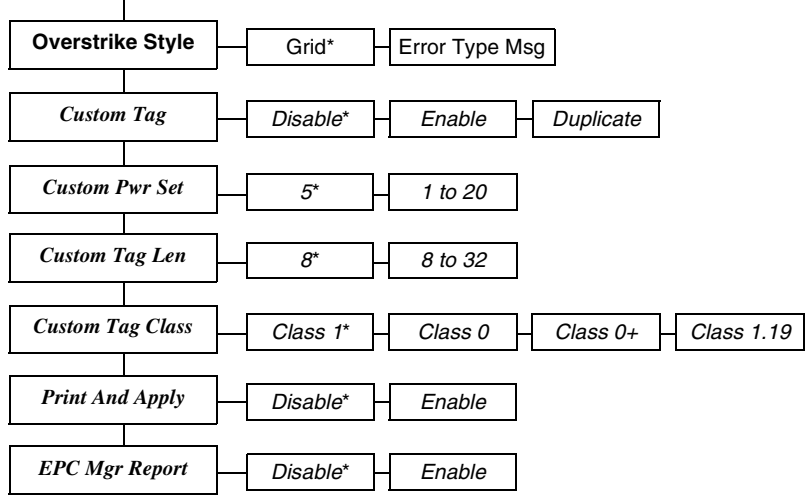 Overstrike Style Grid* Error Type Msg
Custom Tag Disable* Enable Duplicate
Custom Pwr Set 5* 1 to 20
Custom Tag Len 8* 8 to 32
Custom Tag Class Class 1* Class 0 Class 0+ Class 1.19
Print And Apply Disable* Enable
EPC Mgr Report Disable* Enable